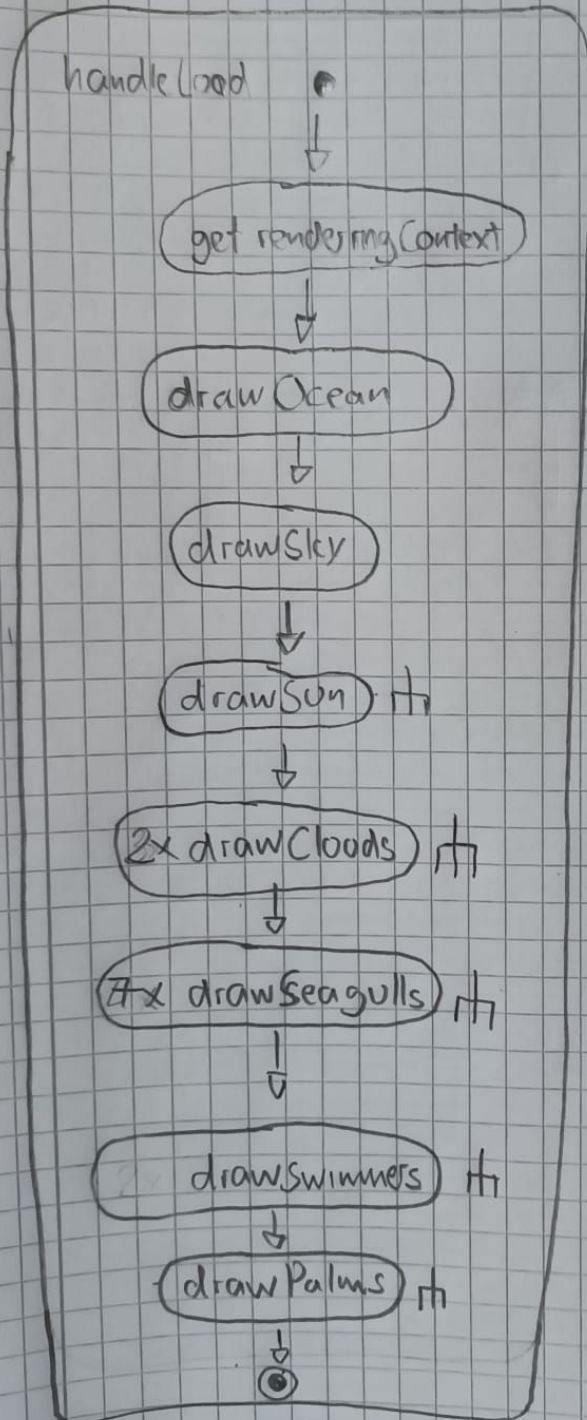 handleLoad
get renderingContext
drawOcean
drawSky
drawSun
2x drawClouds
7x drawSeagulls
drawSwimmers
drawPalms